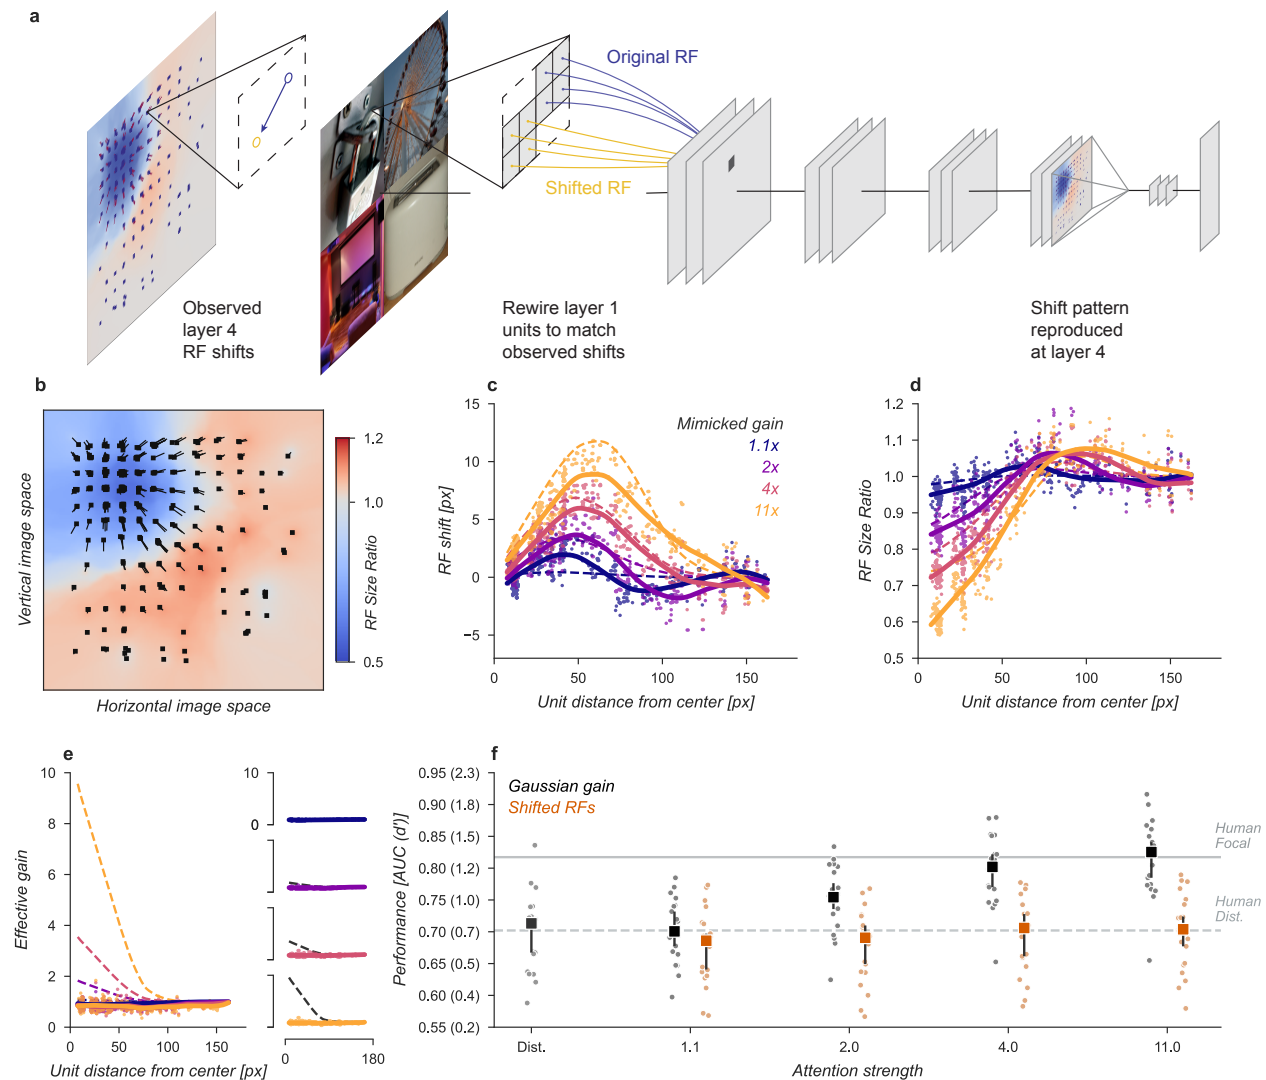 a
Original RF
Shifted RF
Observed
layer 4
RF shifts
Rewire layer 1
units to match
observed shifts
Shift pattern
reproduced
at layer 4
b
Vertical image space
Horizontal image space
1.2
1.0
0.5
RF Size Ratio
c
15
10
5
0
−5
RF shift [px]
Mimicked gain
1.1x
2x
4x
11x
0
50
100
150
Unit distance from center [px]
d
1.2
1.1
1.0
0.9
0.8
0.7
0.6
0.5
RF Size Ratio
0
50
100
150
Unit distance from center [px]
e
10
8
6
4
2
0
Effective gain
0
50
100
150
Unit distance from center [px]
10
0
0
180
f
0.95 (2.3)
0.90 (1.8)
0.85 (1.5)
0.80 (1.2)
0.75 (1.0)
0.70 (0.7)
0.65 (0.5)
0.60 (0.4)
0.55 (0.2)
Performance [AUC (d')]
Gaussian gain
Shifted RFs
Human
Focal
Human
Dist.
Dist.
1.1
2.0
4.0
11.0
Attention strength